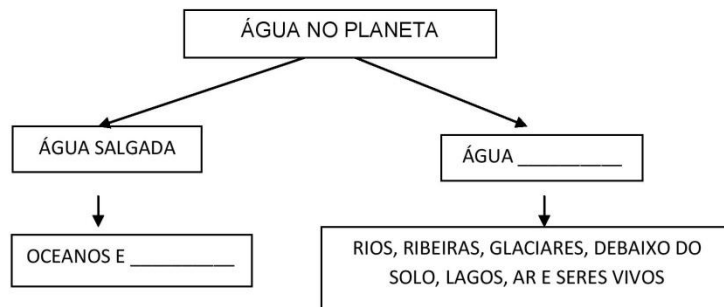 ÁGUA NO PLANETA
ÁGUA SALGADA
ÁGUA __________
OCEANOS E __________
RIOS, RIBEIRAS, GLACIARES, DEBAIXO DO
SOLO, LAGOS, AR E SERES VIVOS